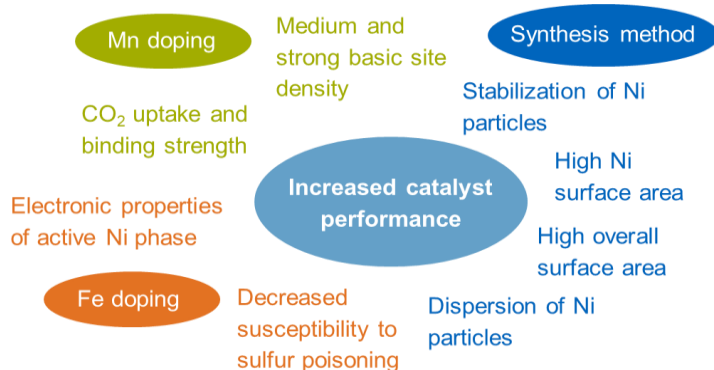 Mn doping
Medium and
strong basic site
density
Synthesis method
CO₂ uptake and
binding strength
Stabilization of Ni
particles
Increased catalyst
performance
High Ni
surface area
Electronic properties
of active Ni phase
High overall
surface area
Fe doping
Decreased
susceptibility to
sulfur poisoning
Dispersion of Ni
particles